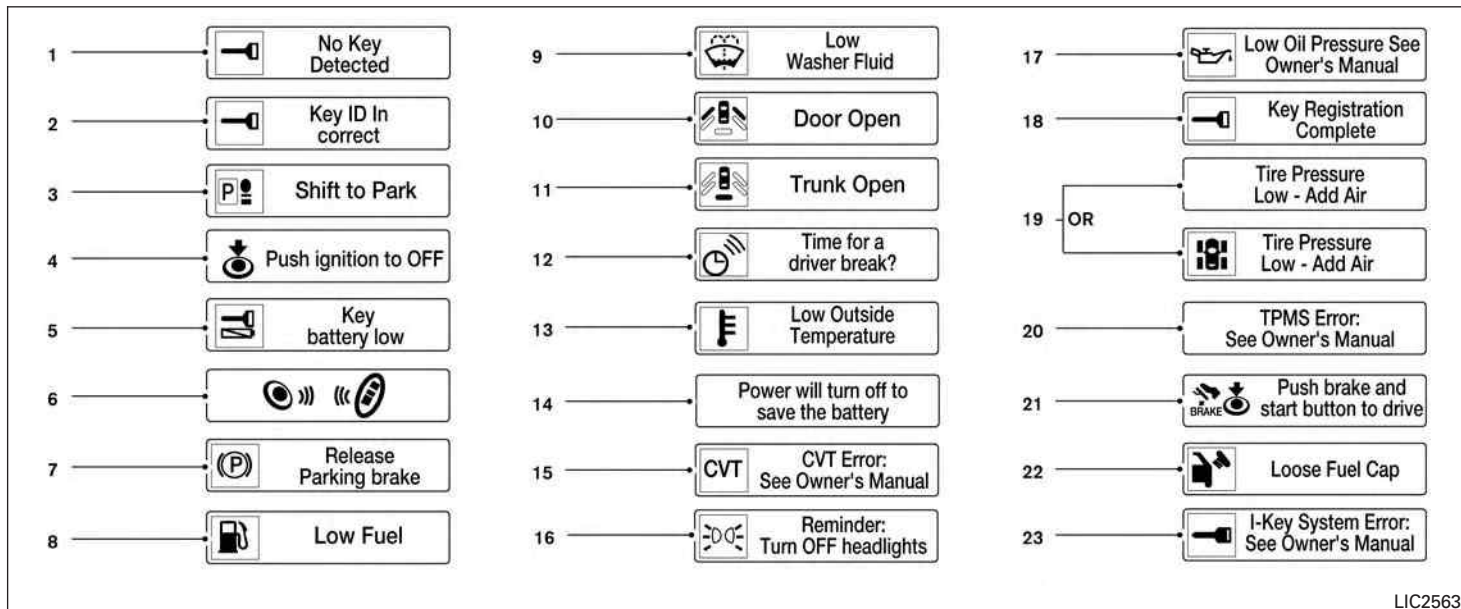 1
No Key
Detected
2
Key ID In
correct
3
P
Shift to Park
4
Push ignition to OFF
5
Key
battery low
6
7
(P)
Release
Parking brake
8
Low Fuel
9
Low
Washer Fluid
10
Door Open
11
Trunk Open
12
Time for a
driver break?
13
Low Outside
Temperature
14
Power will turn off to
save the battery
15
CVT
CVT Error:
See Owner's Manual
16
Reminder:
Turn OFF headlights
17
Low Oil Pressure See
Owner's Manual
18
Key Registration
Complete
19
OR
Tire Pressure
Low - Add Air
Tire Pressure
Low - Add Air
20
TPMS Error:
See Owner's Manual
21
BRAKE
Push brake and
start button to drive
22
Loose Fuel Cap
23
I-Key System Error:
See Owner's Manual
LIC2563